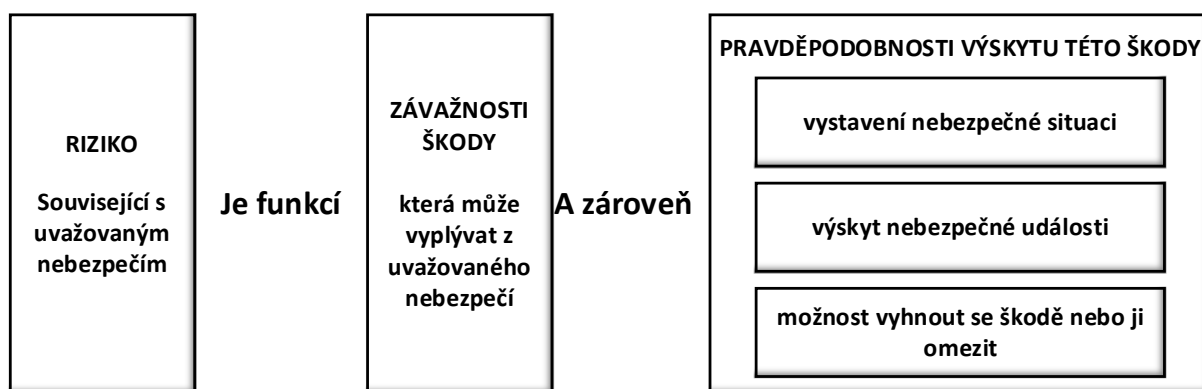 RIZIKO
Související s
uvažovaným
nebezpečím
Je funkcí
ZÁVAŽNOSTI
ŠKODY
která může
vyplývat z
uvažovaného
nebezpečí
A zároveň
PRAVDĚPODOBNOSTI VÝSKYTU TÉTO ŠKODY
vystavení nebezpečné situaci
výskyt nebezpečné události
možnost vyhnout se škodě nebo ji
omezit